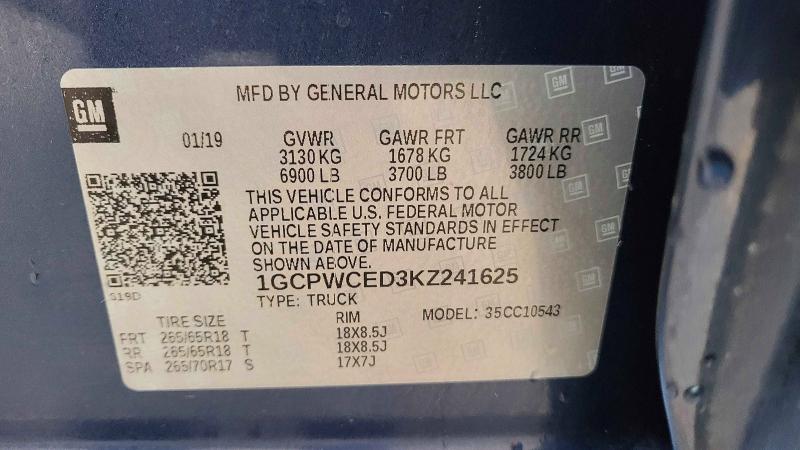 MFD BY GENERAL MOTORS LLC
GM
01/19 GVWR GAWR FRT GAWR RR
3130 KG 1678 KG 1724 KG
6900 LB 3700 LB 3800 LB
THIS VEHICLE CONFORMS TO ALL
APPLICABLE U.S. FEDERAL MOTOR
VEHICLE SAFETY STANDARDS IN EFFECT
ON THE DATE OF MANUFACTURE
SHOWN ABOVE.
1GCPWCED3KZ241625
TYPE: TRUCK MODEL: 35CC10543
TIRE SIZE RIM
FRT 265/65R18 T 18X8.5J
RR 265/65R18 T 18X8.5J
SPA 265/70R17 S 17X7J